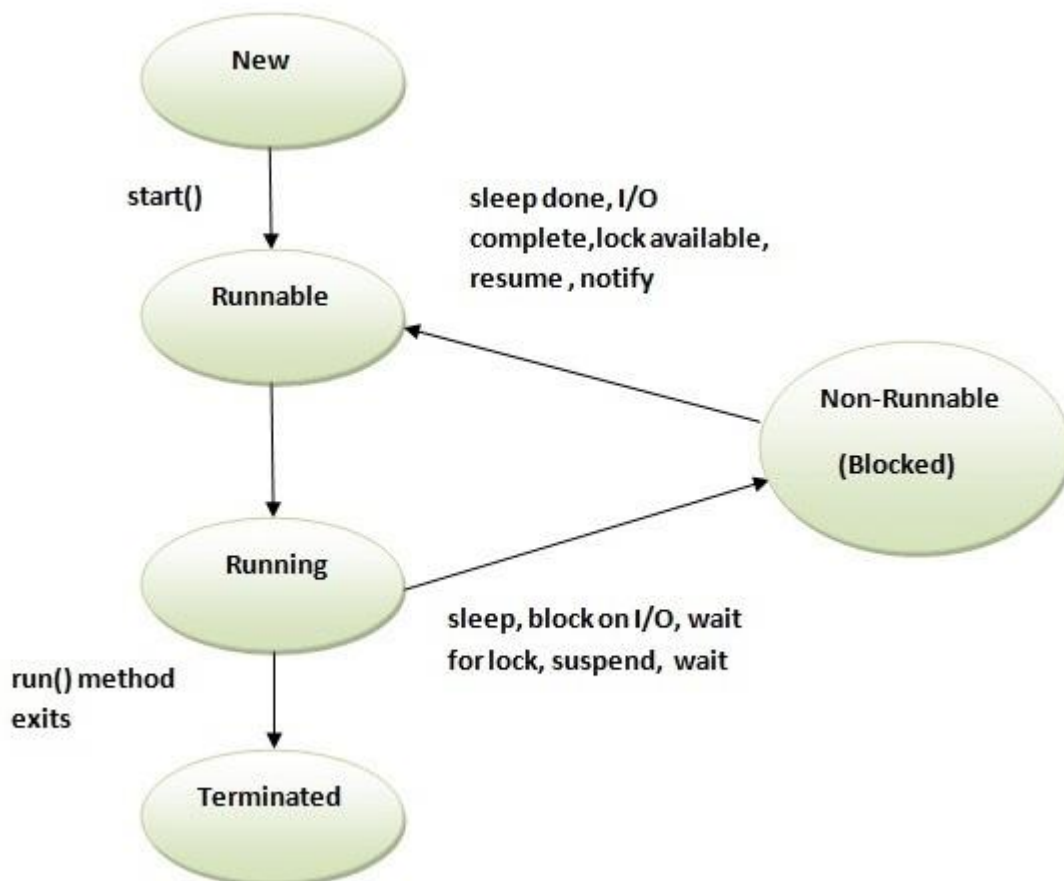 New
start()
sleep done, I/O
complete,lock available,
resume , notify
Runnable
Non-Runnable
(Blocked)
Running
sleep, block on I/O, wait
for lock, suspend, wait
run() method
exits
Terminated